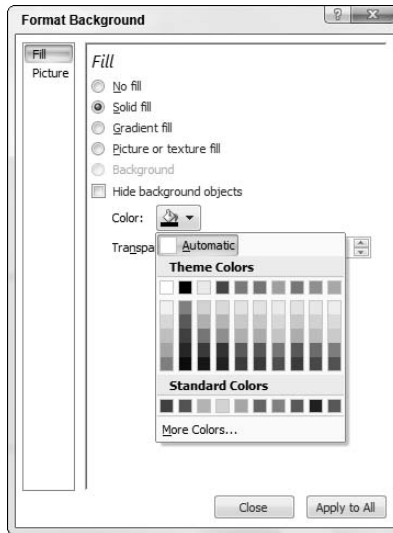 Format Background
Fill
Picture
Fill
No fill
Solid fill
Gradient fill
Picture or texture fill
Background
Hide background objects
Color:
Transpa
Automatic
Theme Colors
Standard Colors
More Colors...
Close
Apply to All